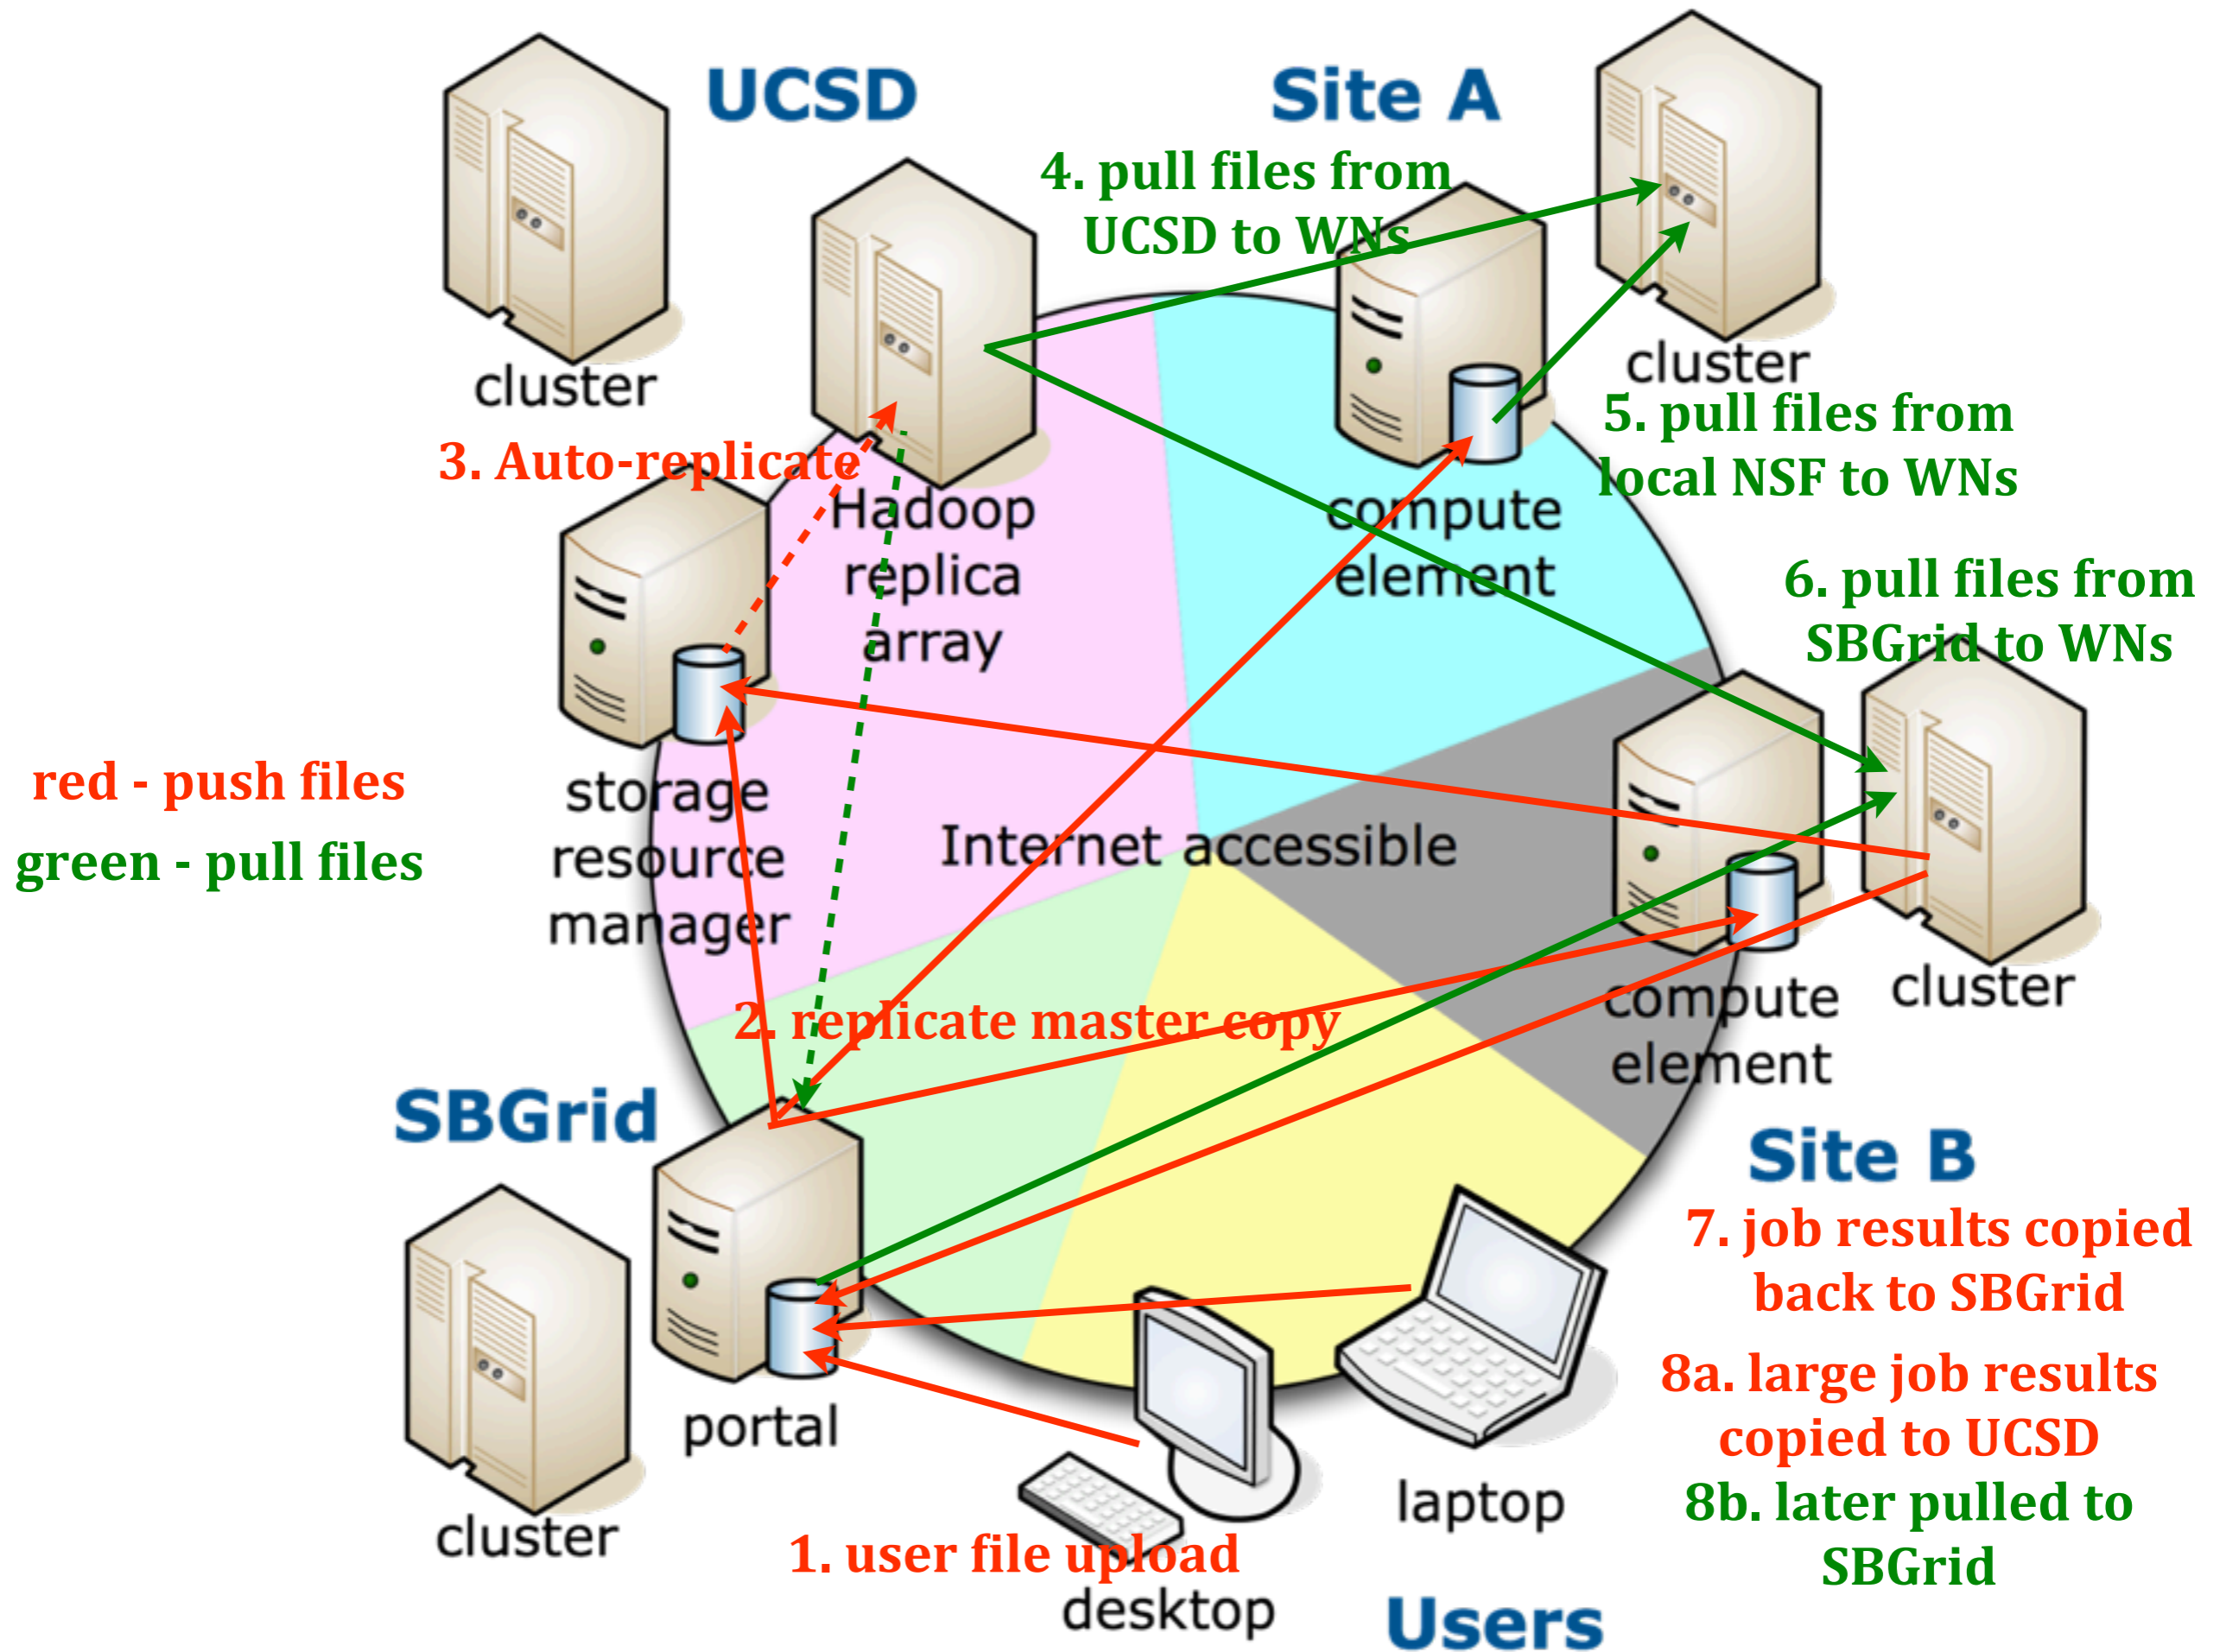 UCSD
Site A
4. pull files from
UCSD to WNs
cluster
cluster
5. pull files from
local NSF to WNs
3. Auto-replicate
Hadoop
replica
array
compute
element
6. pull files from
SBGrid to WNs
red - push files
green - pull files
storage
resource
manager
Internet accessible
compute
element
cluster
2. replicate master copy
SBGrid
Site B
7. job results copied
back to SBGrid
8a. large job results
copied to UCSD
8b. later pulled to
SBGrid
portal
cluster
laptop
1. user file upload
desktop
Users